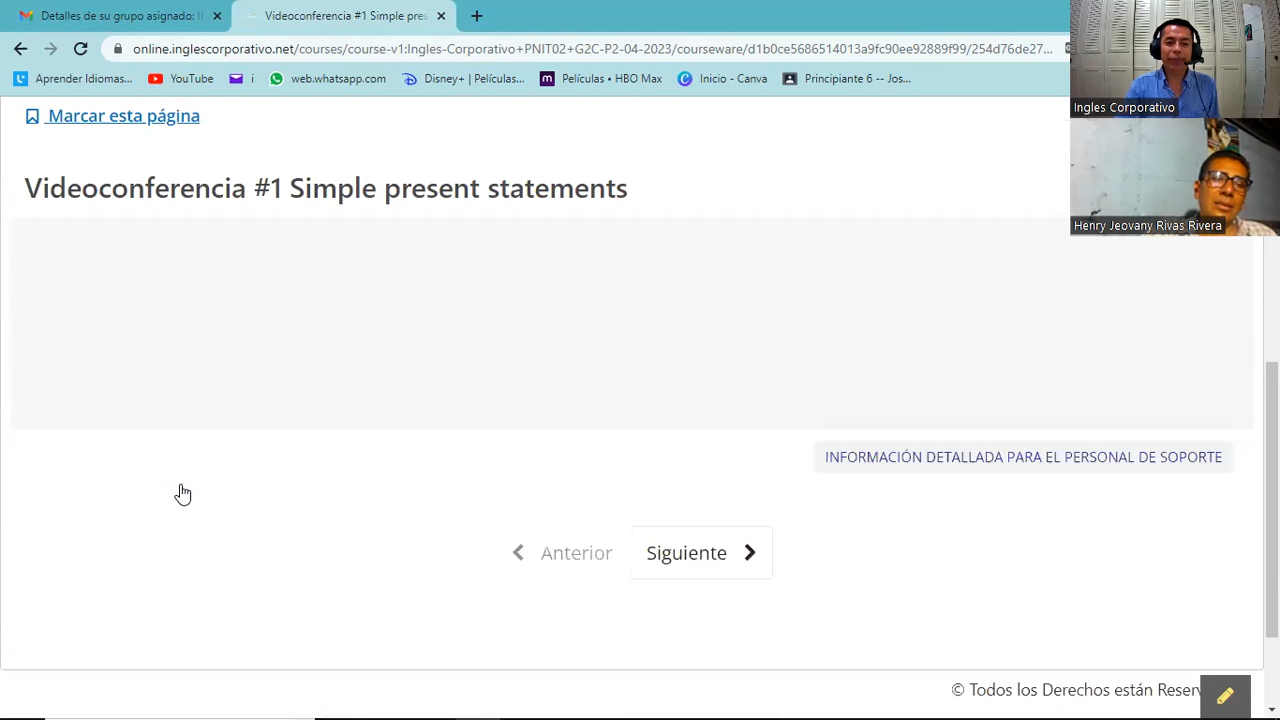 Detalles de su grupo asignado: II
Videoconferencia #1 Simple pres
online.inglescorporativo.net/courses/course-v1:Ingles-Corporativo+PNIT02+G2C-P2-04-2023/courseware/d1b0ce5686514013a9fc90ee92889f99/254d76de27...
Aprender Idiomas...
YouTube
i
web.whatsapp.com
Disney+ | Películas...
Películas • HBO Max
Inicio - Canva
Principiante 6 -- Jos...
Ingles Corporativo
Marcar esta página
Videoconferencia #1 Simple present statements
Henry Jeovany Rivas Rivera
INFORMACIÓN DETALLADA PARA EL PERSONAL DE SOPORTE
Anterior
Siguiente
© Todos los Derechos están Reser